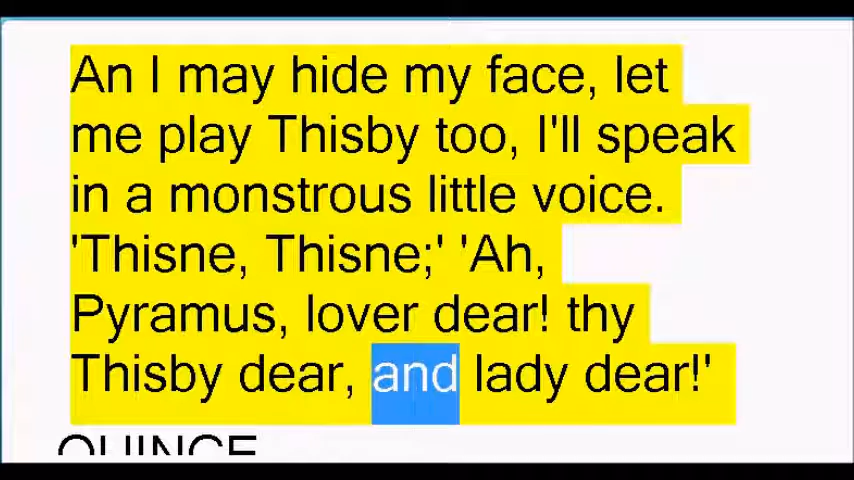 An I may hide my face, let
me play Thisby too, I'll speak
in a monstrous little voice.
'Thisne, Thisne;' 'Ah,
Pyramus, lover dear! thy
Thisby dear, and lady dear!'
QUINCE